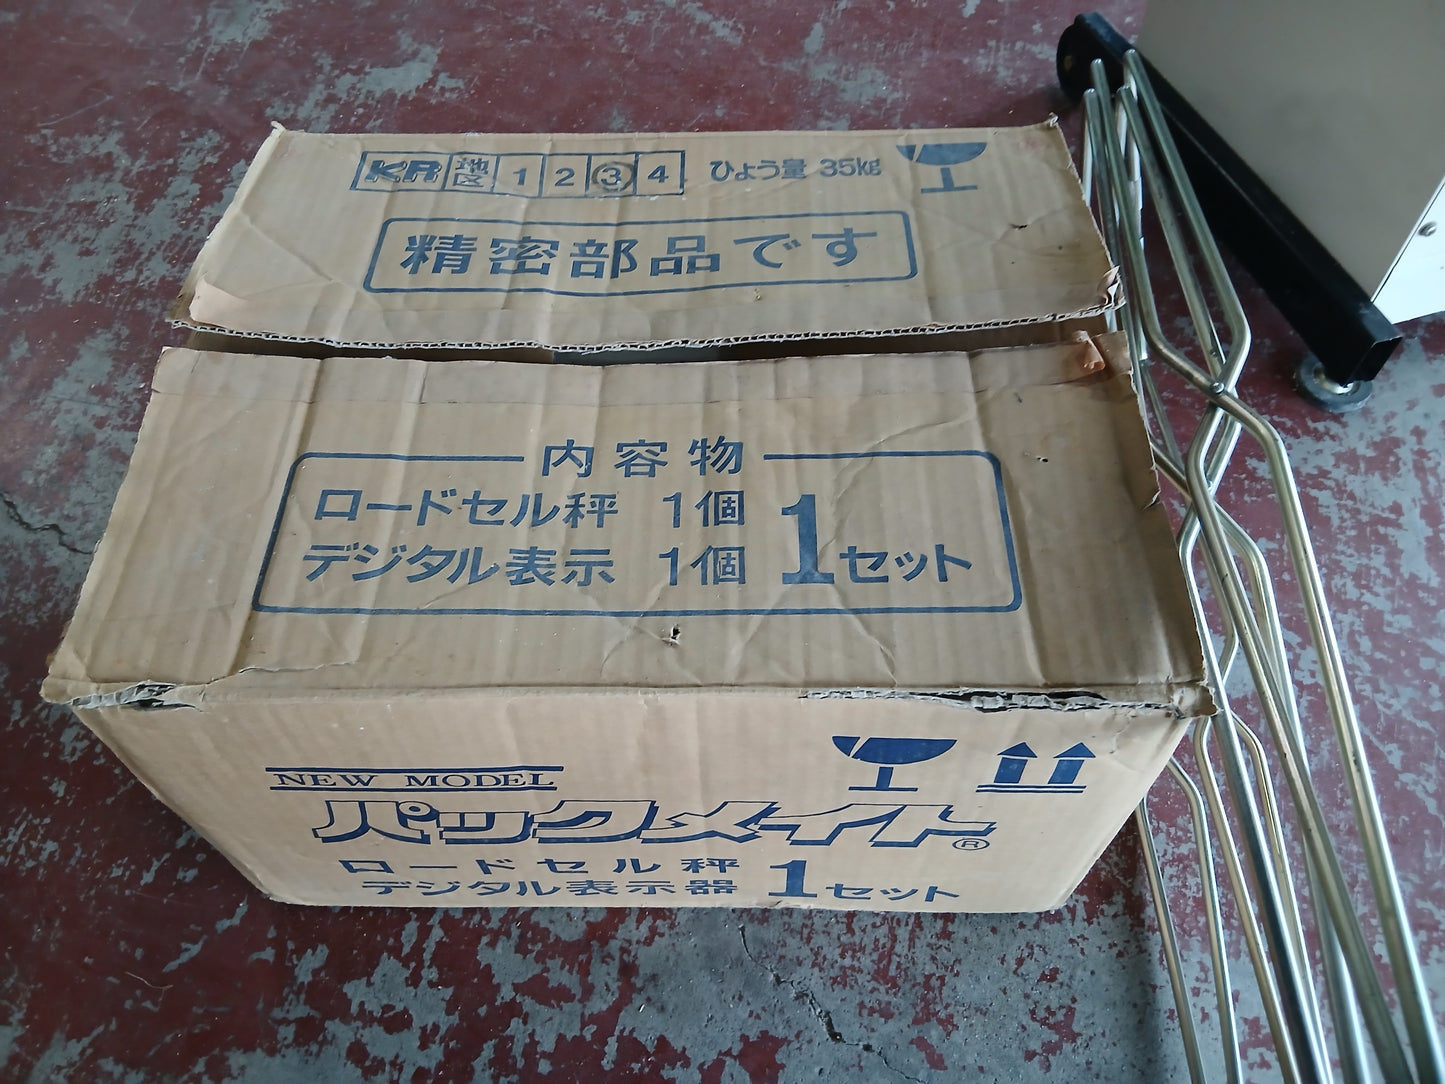 KR 地区 1 2 3 4 ひょう量 35kg
精密部品です
内容物
ロードセル秤 1個
デジタル表示 1個
1セット
NEW MODEL
パックメイト®
ロードセル秤
デジタル表示器
1セット